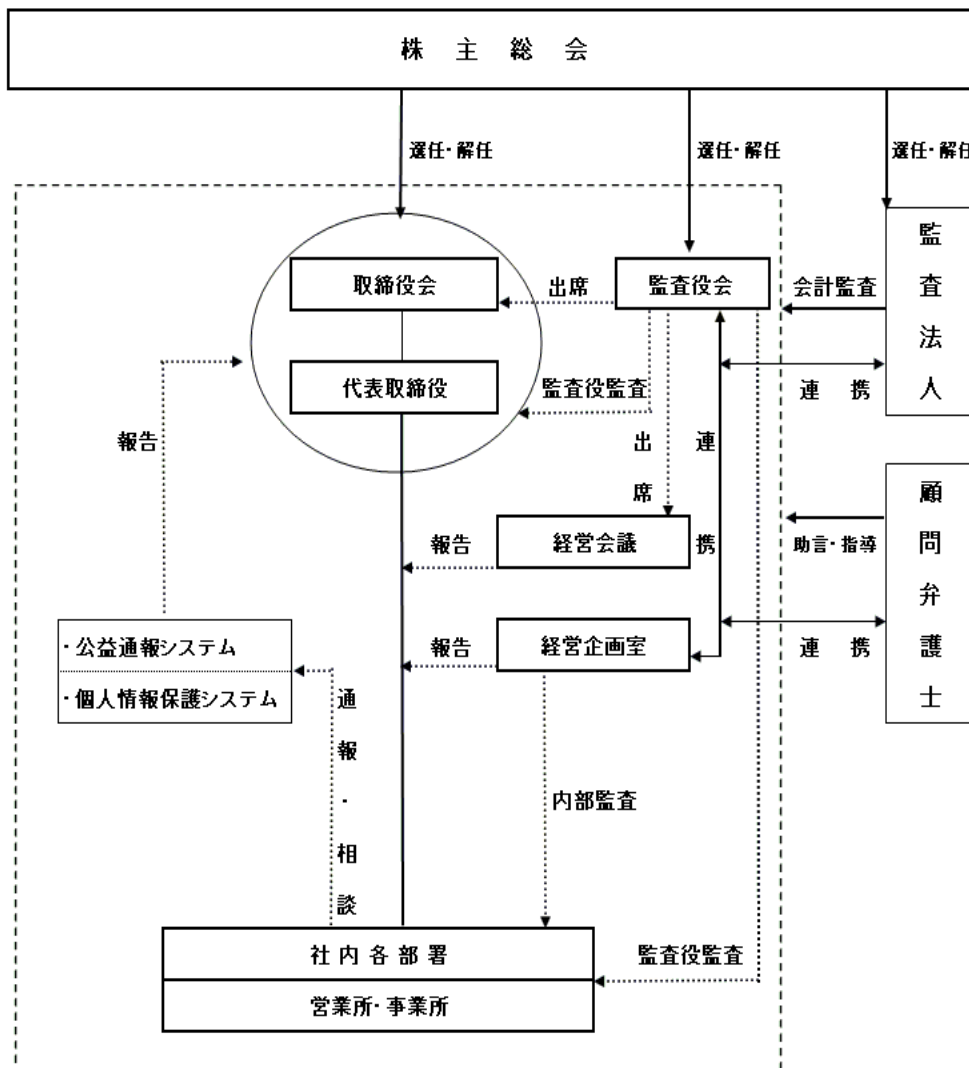 株 主 総 会
選任・解任
選任・解任
選任・解任
監査法人
取締役会
出席
監査役会
会計監査
代表取締役
監査役監査
連 携
報告
出席
連携
顧問弁護士
報告
経営会議
助言・指導
・公益通報システム
報告
経営企画室
連 携
・個人情報保護システム
通報・相談
内部監査
社 内 各 部 署
監査役監査
営業所・事業所